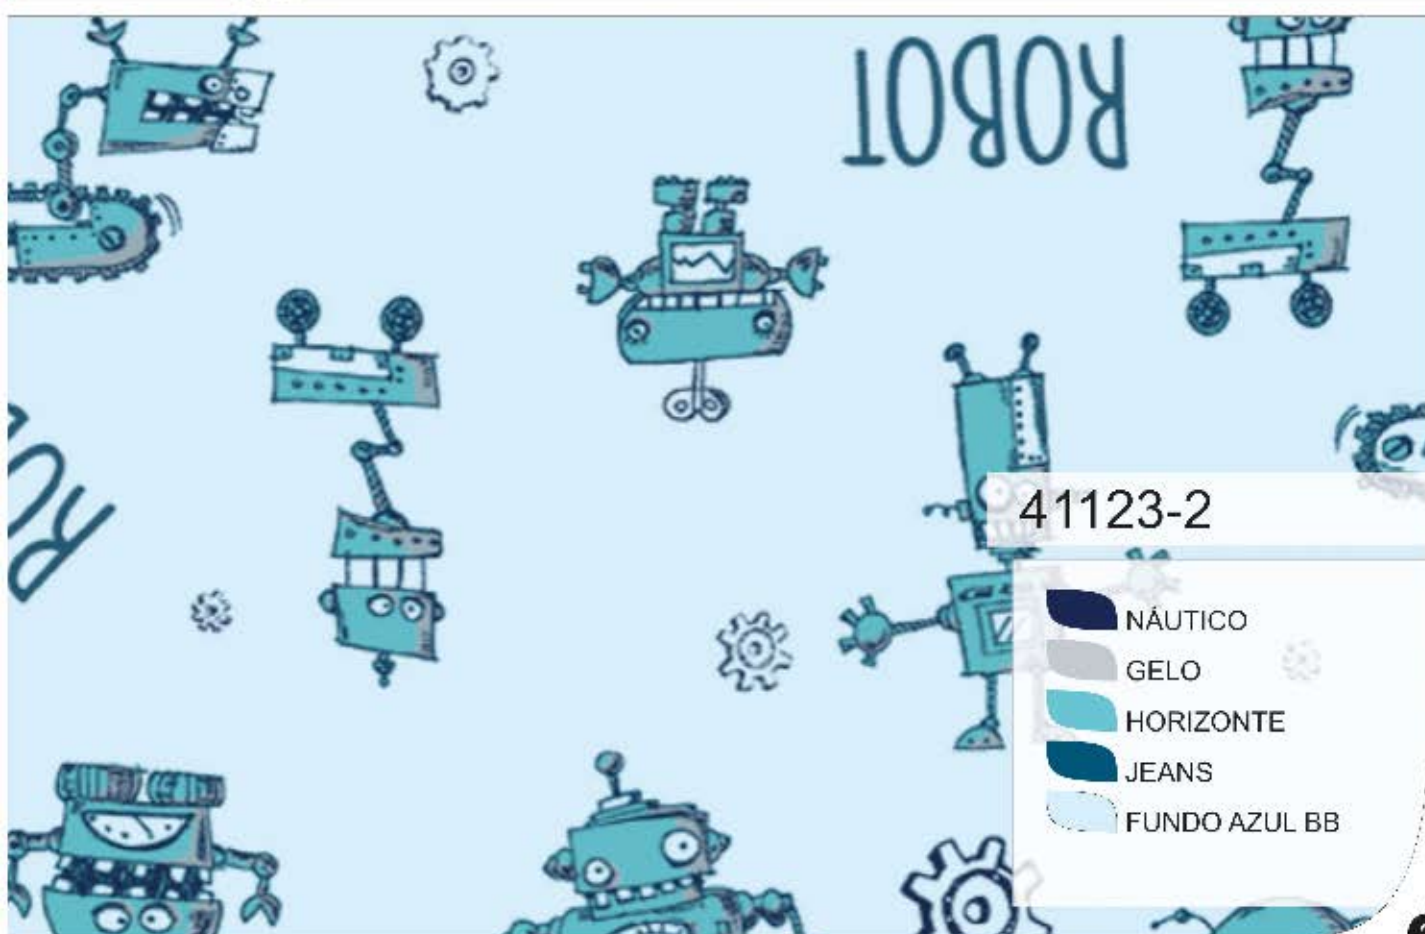 ROBOT
41123-2
NÁUTICO
GELO
HORIZONTE
JEANS
FUNDO AZUL BB